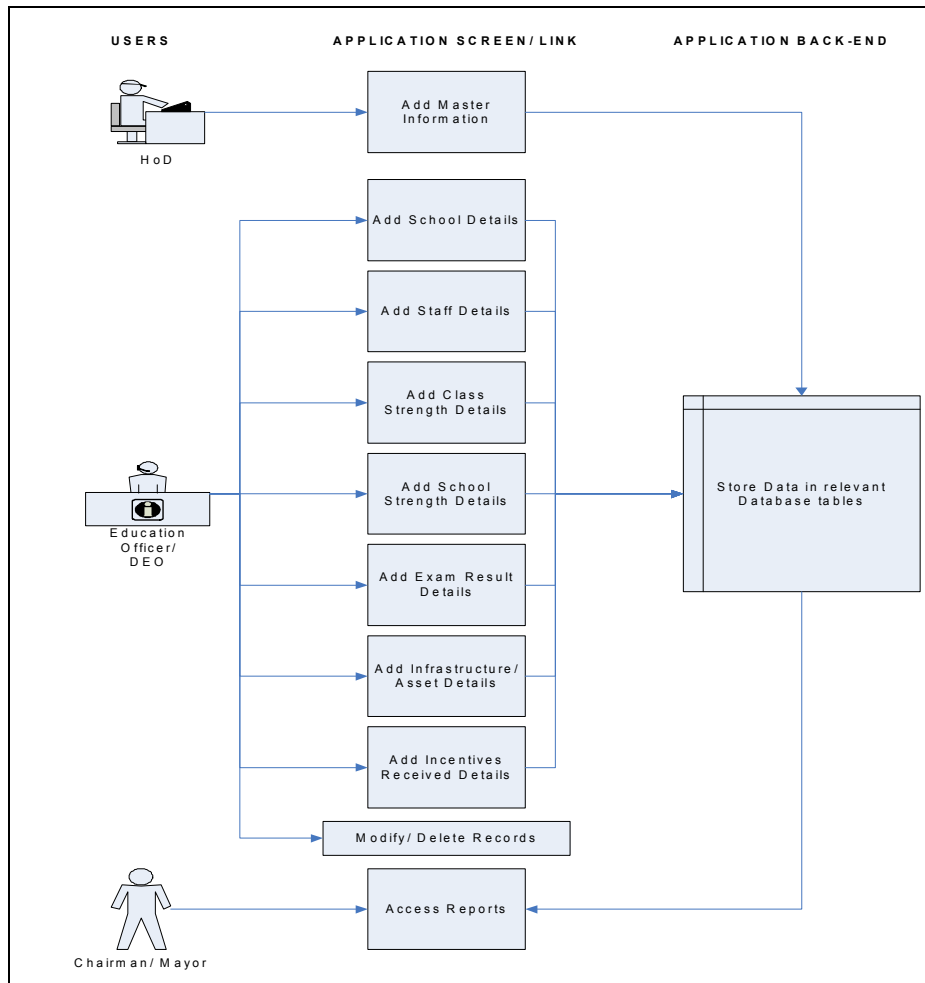 USERS
APPLICATION SCREEN/ LINK
APPLICATION BACK-END
Add Master
Information
HoD
Add School Details
Add Staff Details
Add Class
Strength Details
Add School
Strength Details
Store Data in relevant
Database tables
Education
Officer/
DEO
Add Exam Result
Details
Add Infrastructure/
Asset Details
Add Incentives
Received Details
Modify/ Delete Records
Access Reports
Chairman/ Mayor